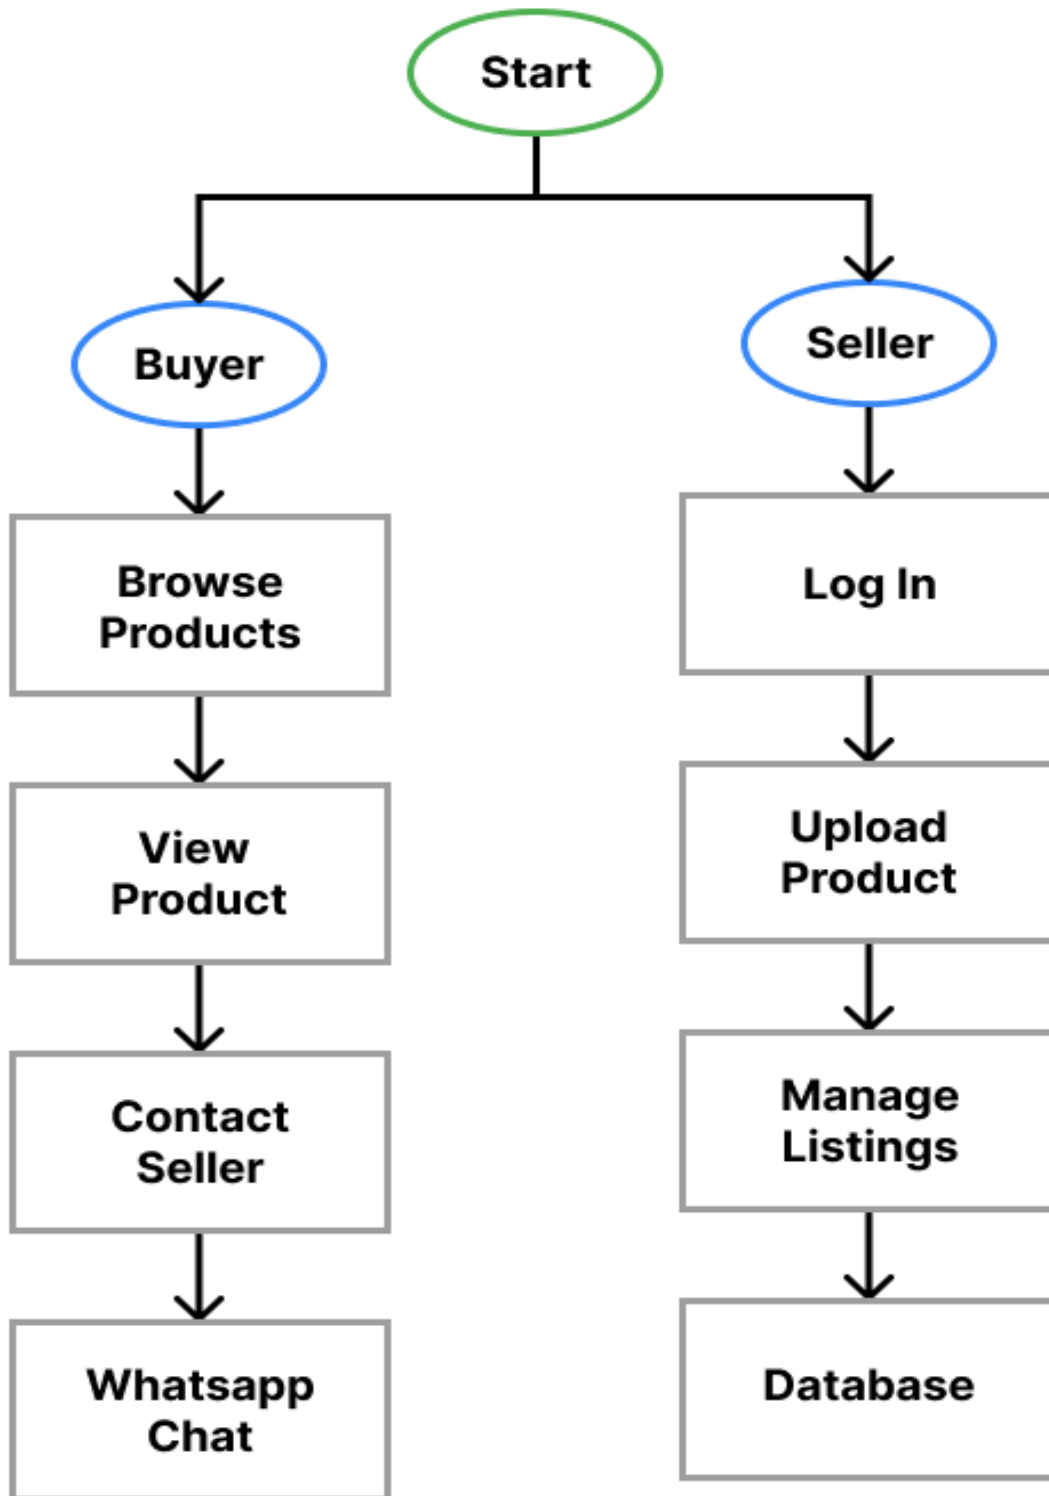 Start
Buyer
Seller
Browse
Products
Log In
View
Product
Upload
Product
Contact
Seller
Manage
Listings
Whatsapp
Chat
Database